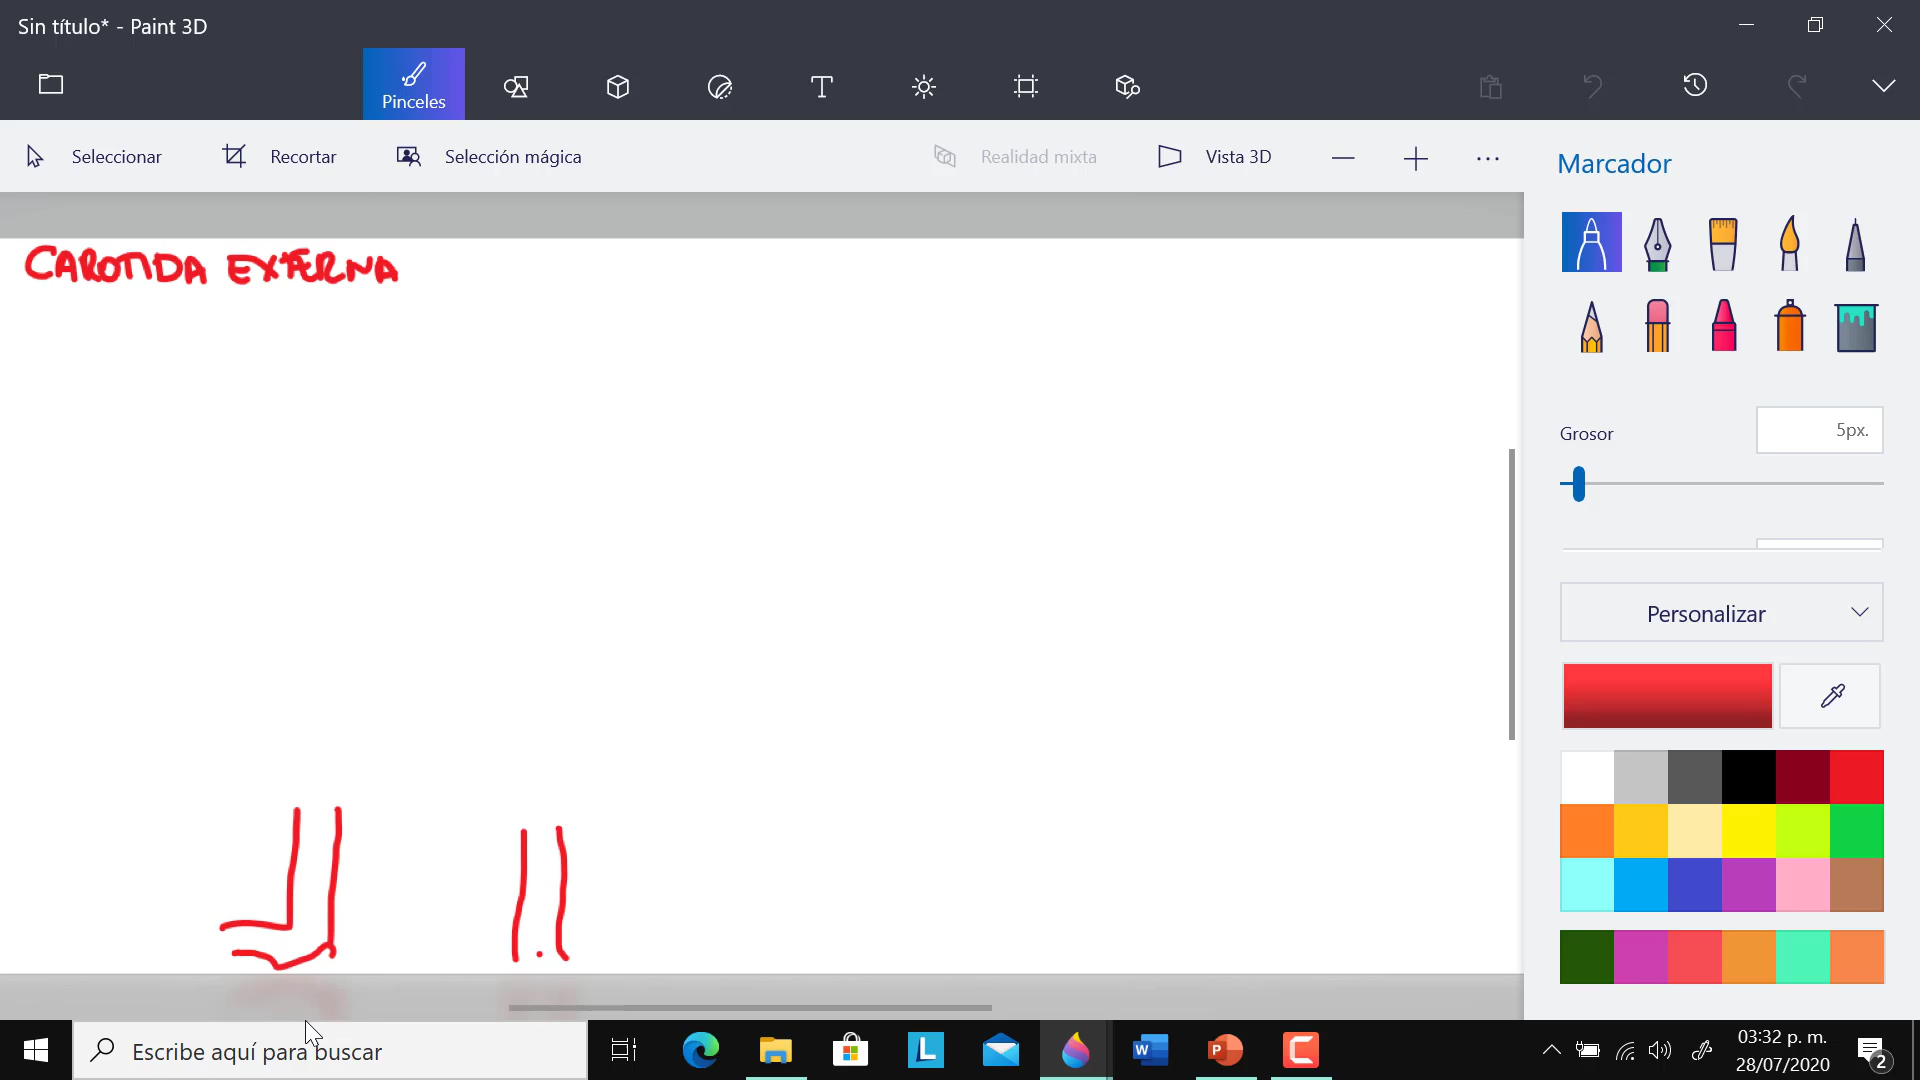 Sin título* - Paint 3D
Pinceles
Seleccionar
Recortar
Selección mágica
Realidad mixta
Vista 3D
Marcador
CAROTIDA EXTERNA
Grosor
5px.
Personalizar
Escribe aquí para buscar
L
W
P
C
03:32 p. m.
28/07/2020
2